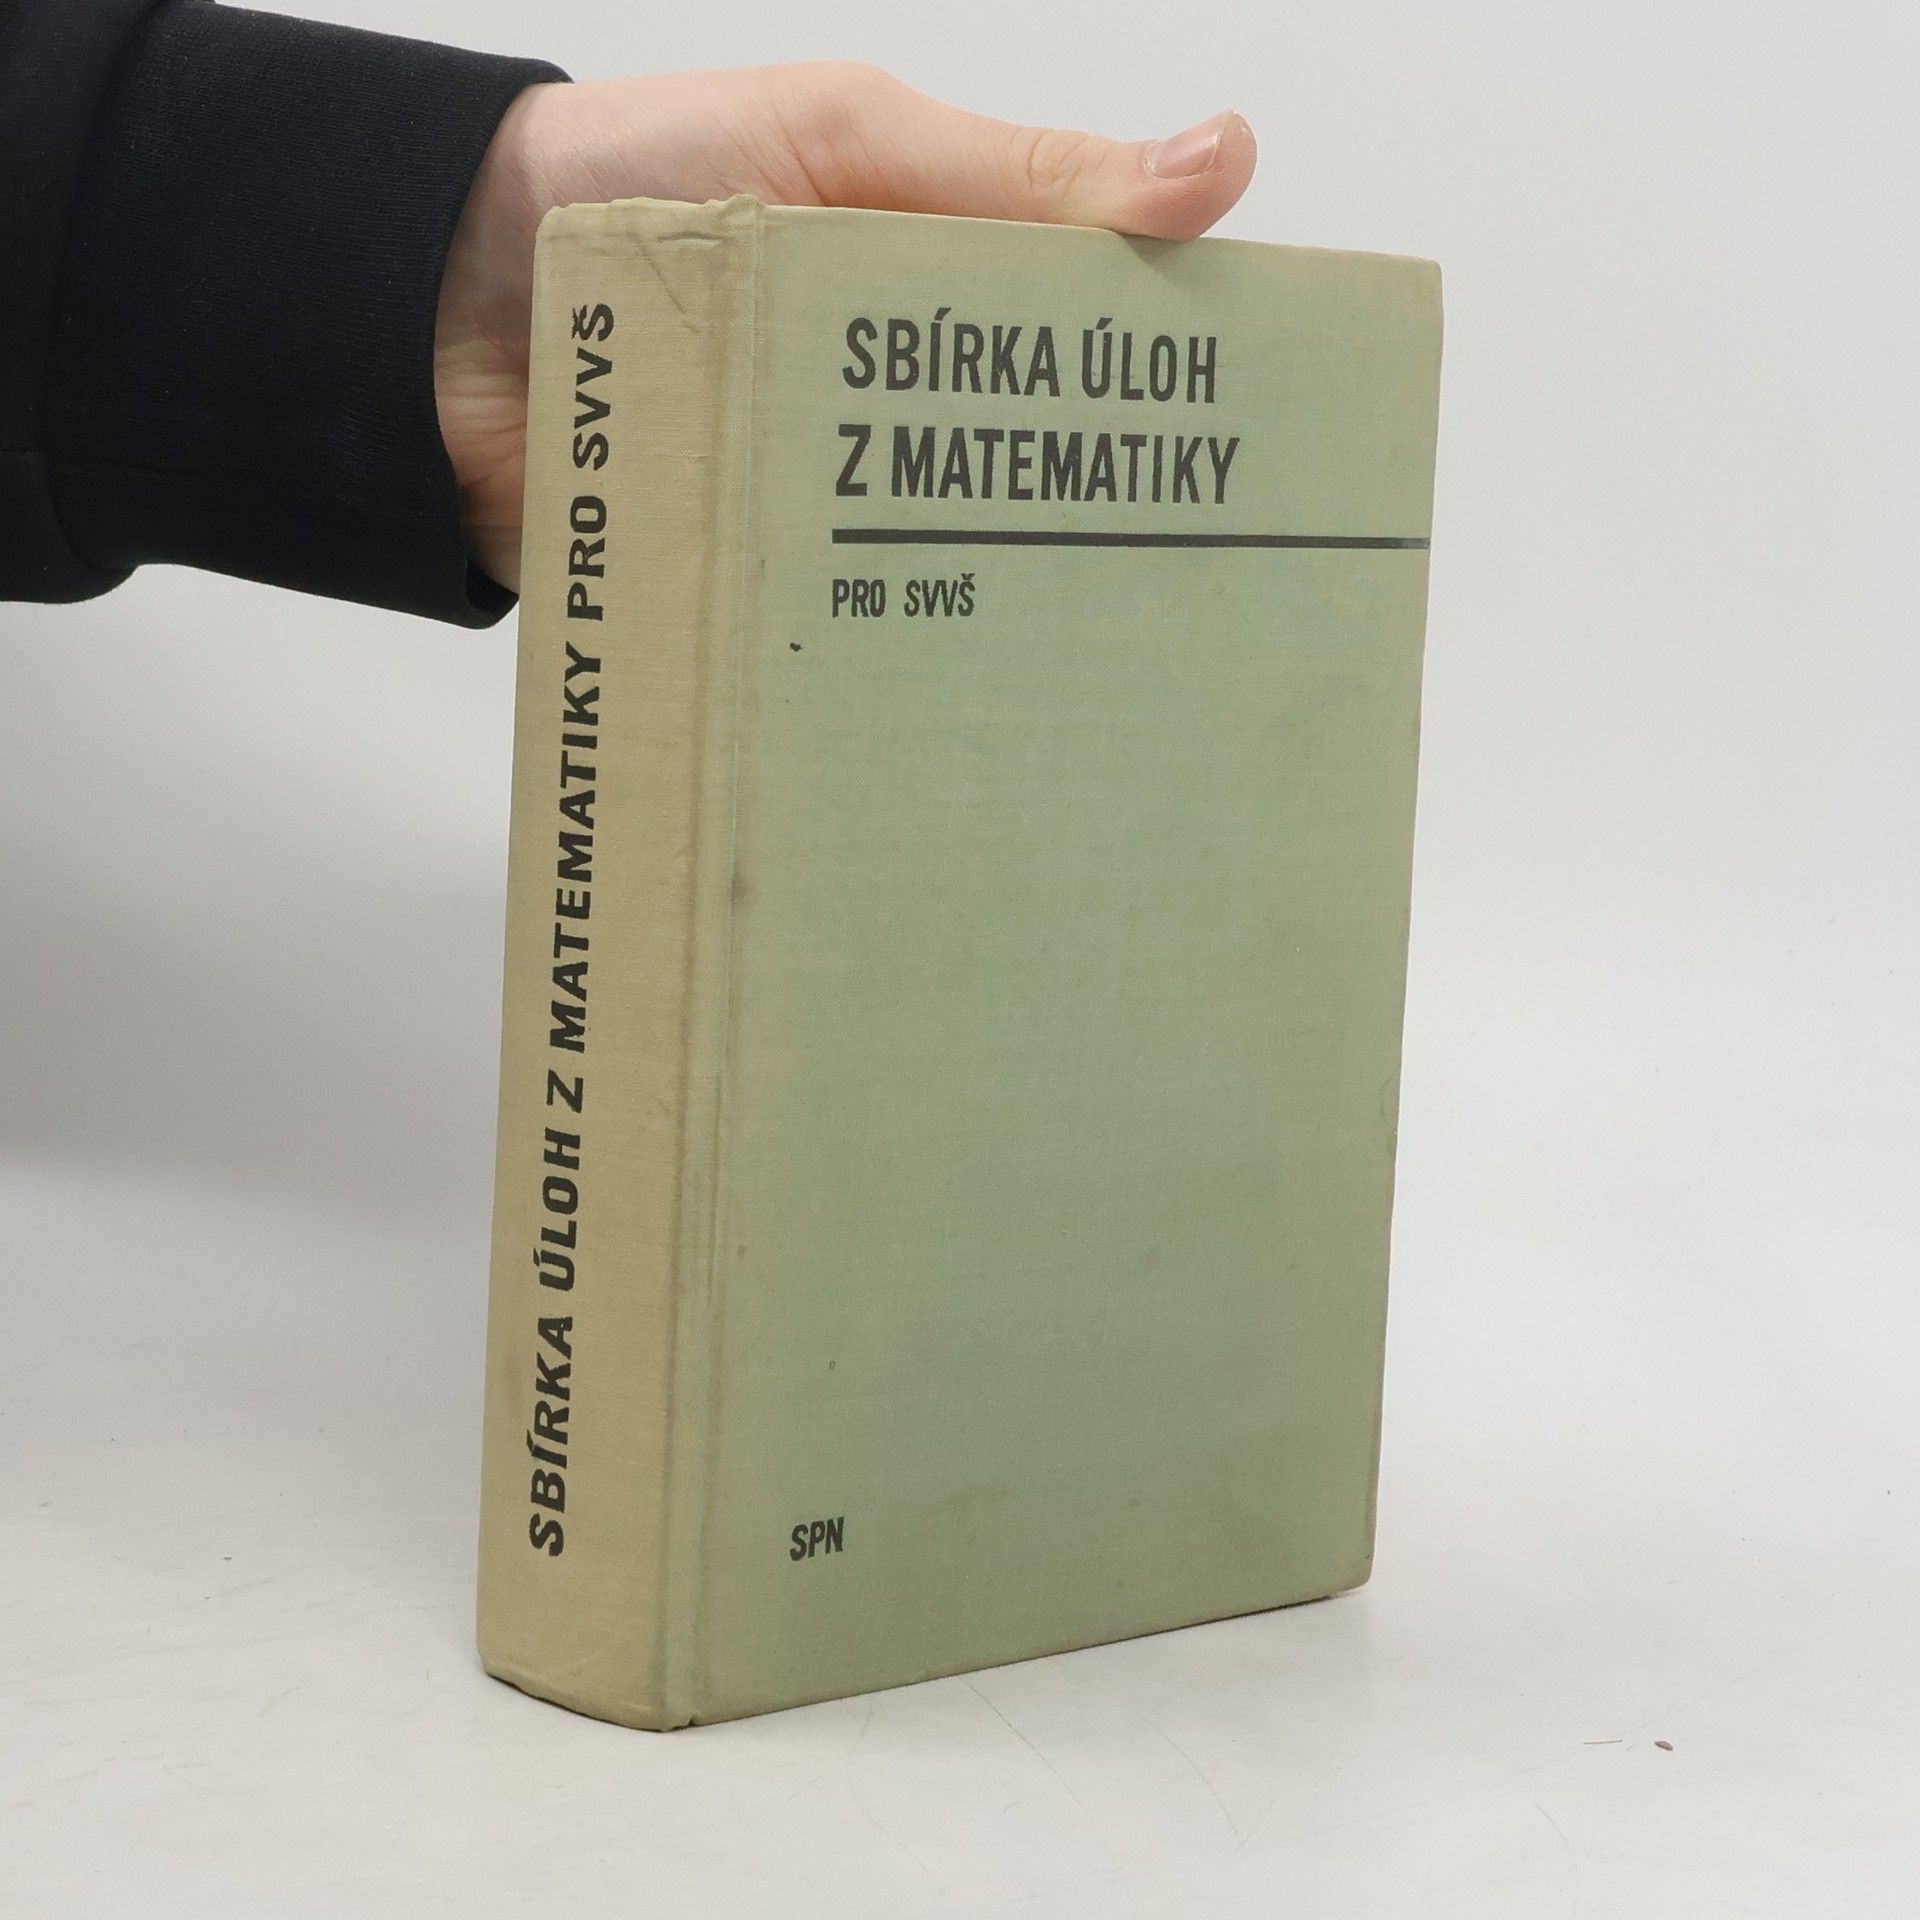 SBÍRKA ÚLOH Z MATEMATIKY PRO SVVŠ
SBÍRKA ÚLOH
Z MATEMATIKY
PRO SVVŠ
SPN